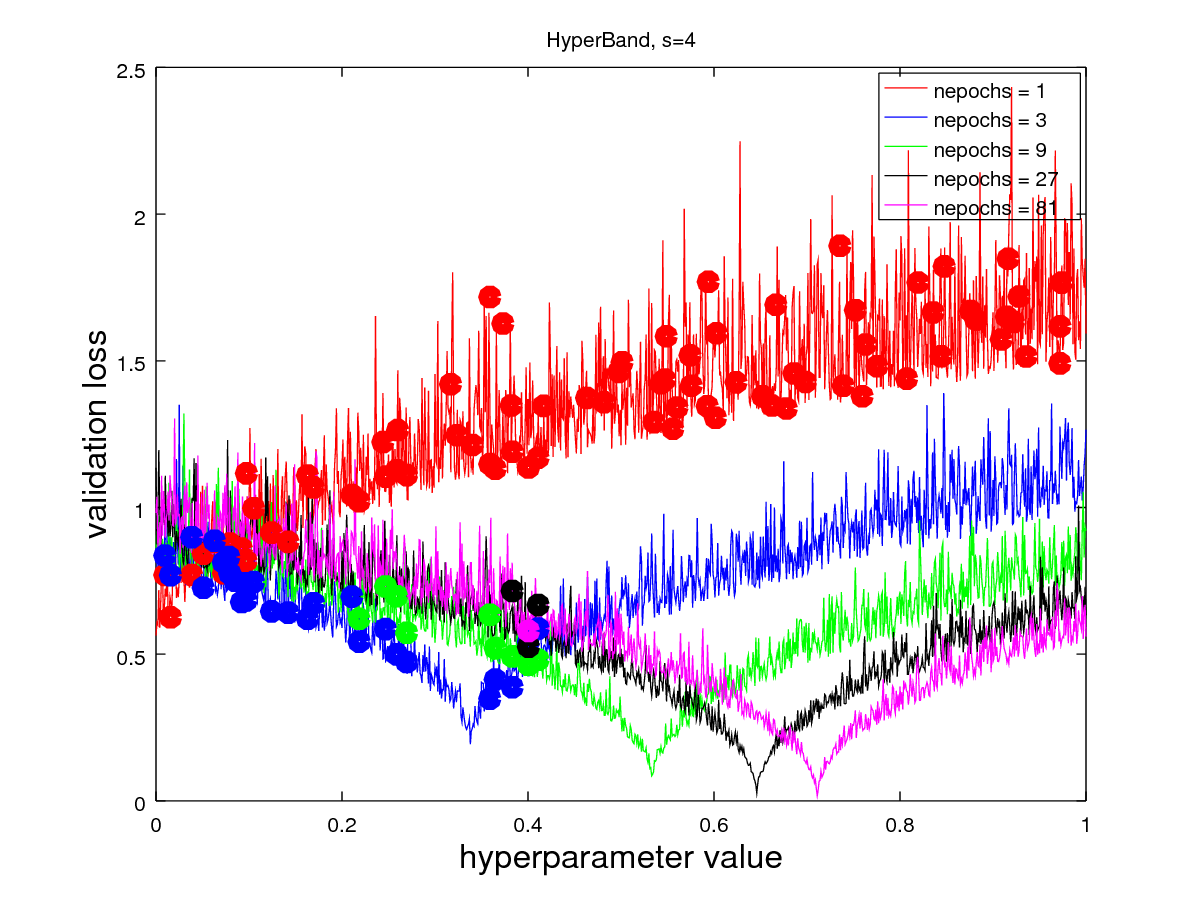 HyperBand, s=4
nepochs = 1
nepochs = 3
nepochs = 9
nepochs = 27
nepochs = 81
validation loss
2.5
2
1.5
1
0.5
0
0
0.2
0.4
0.6
0.8
1
hyperparameter value